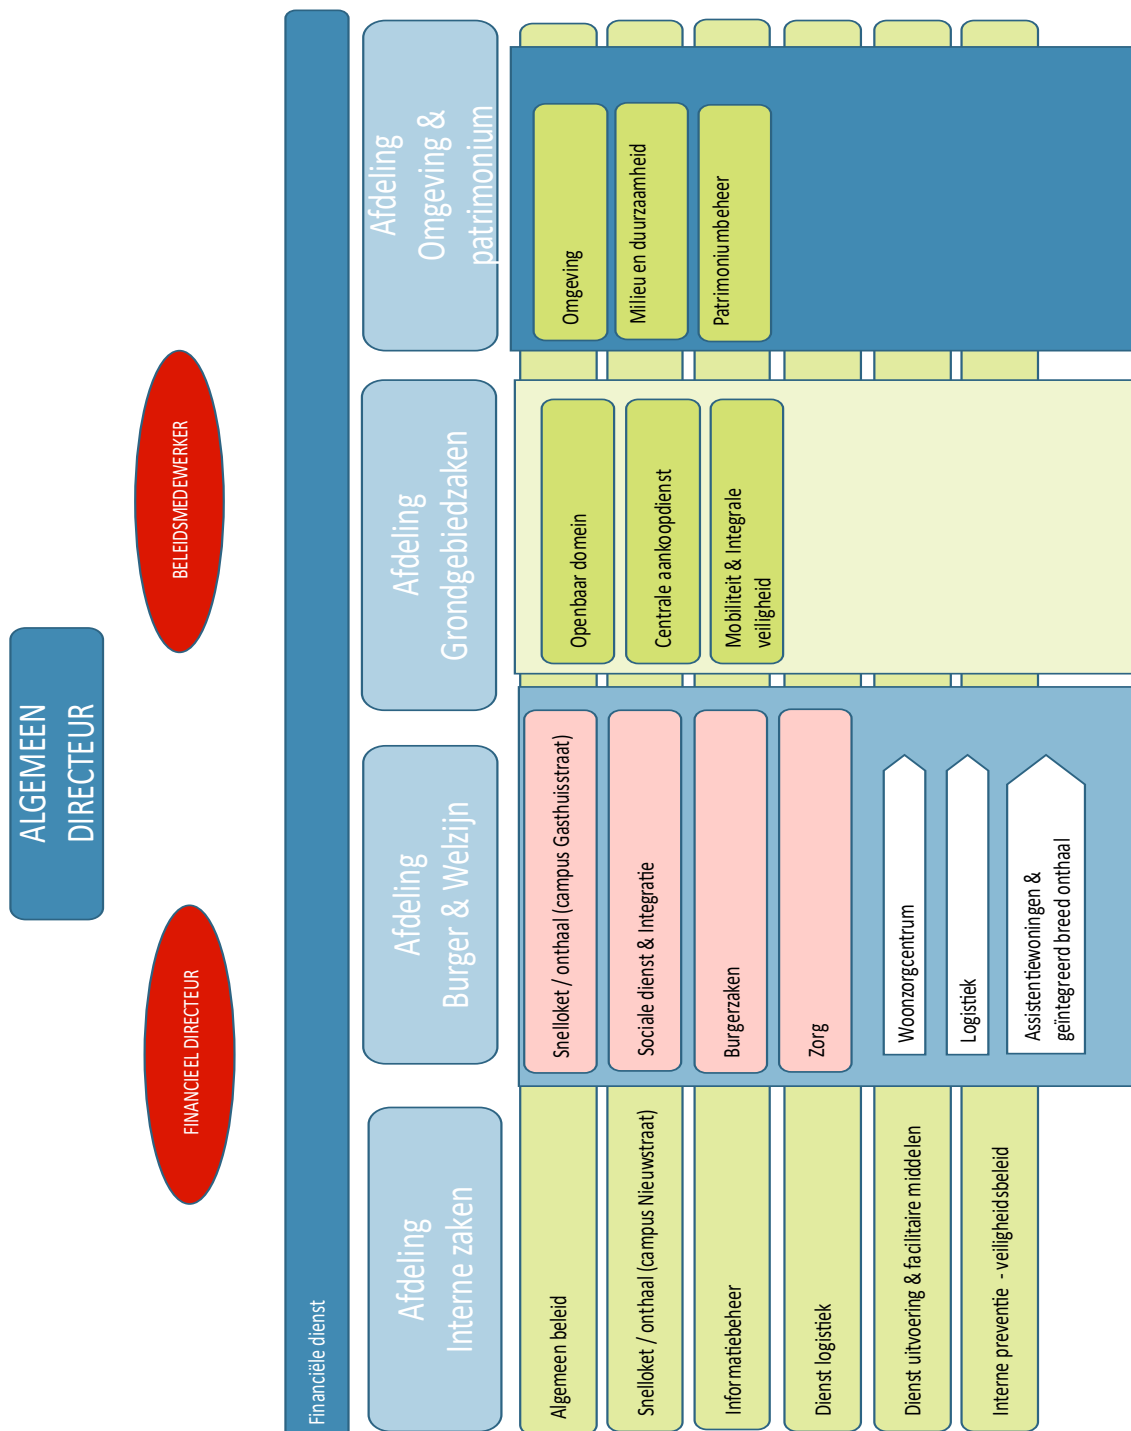 ALGEMEEN
DIRECTEUR
FINANCIEEL DIRECTEUR
BELEIDSMEDEWERKER
Financiële dienst
Afdeling
Interne zaken
Afdeling
Burger & Welzijn
Afdeling
Grondgebiedzaken
Afdeling
Omgeving &
patrimonium
Algemeen beleid
Snelloket / onthaal (campus Nieuwstraat)
Informatiebeheer
Dienst logistiek
Dienst uitvoering & facilitaire middelen
Interne preventie - veiligheidsbeleid
Snelloket / onthaal (campus Gasthuisstraat)
Sociale dienst & Integratie
Burgerzaken
Zorg
Woonzorgcentrum
Logistiek
Assistentiewoningen &
geïntegreerd breed onthaal
Openbaar domein
Centrale aankoopdienst
Mobiliteit & Integrale
veiligheid
Omgeving
Milieu en duurzaamheid
Patrimoniumbeheer